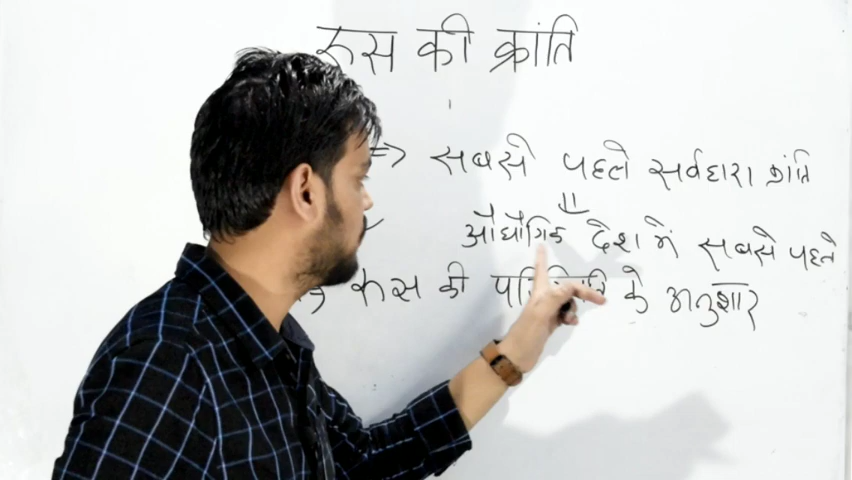 रूस की क्रांति
=> सबसे पहले सर्वहारा क्रांति
औद्योगिक देश में सबसे पहले
रूस की के अनुशार